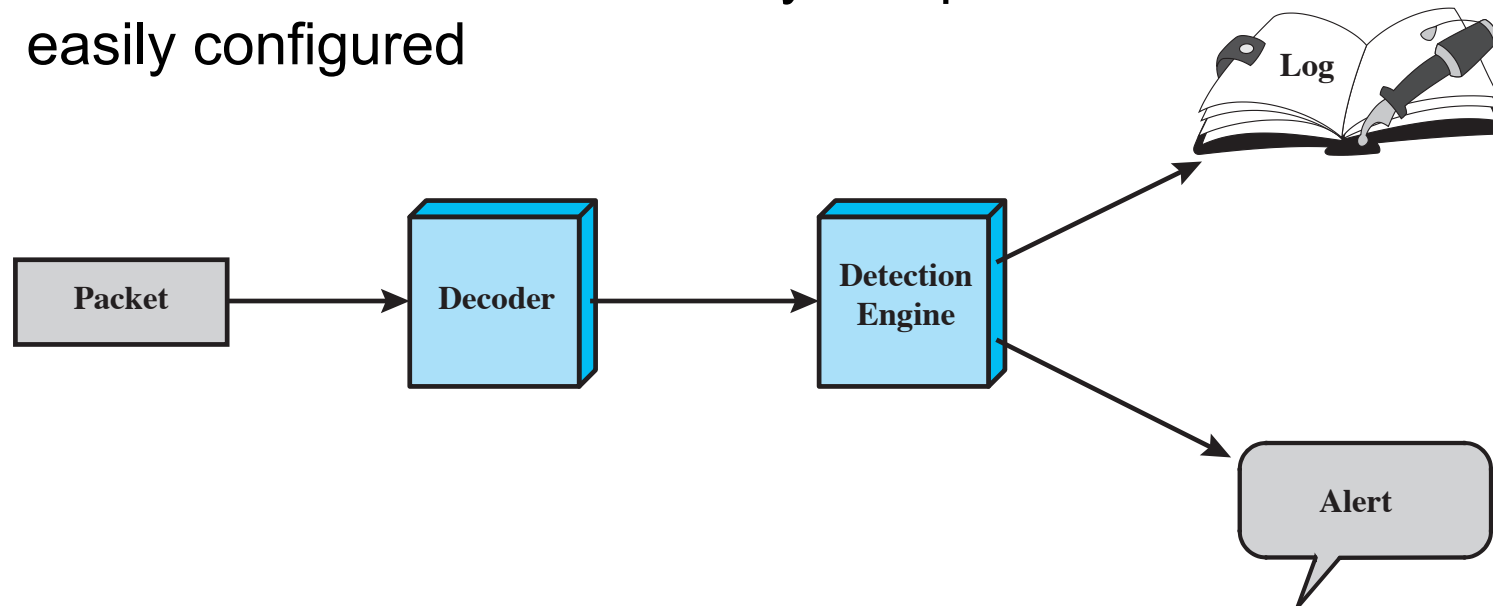 easily configured
Log
Packet
Decoder
Detection
Engine
Alert